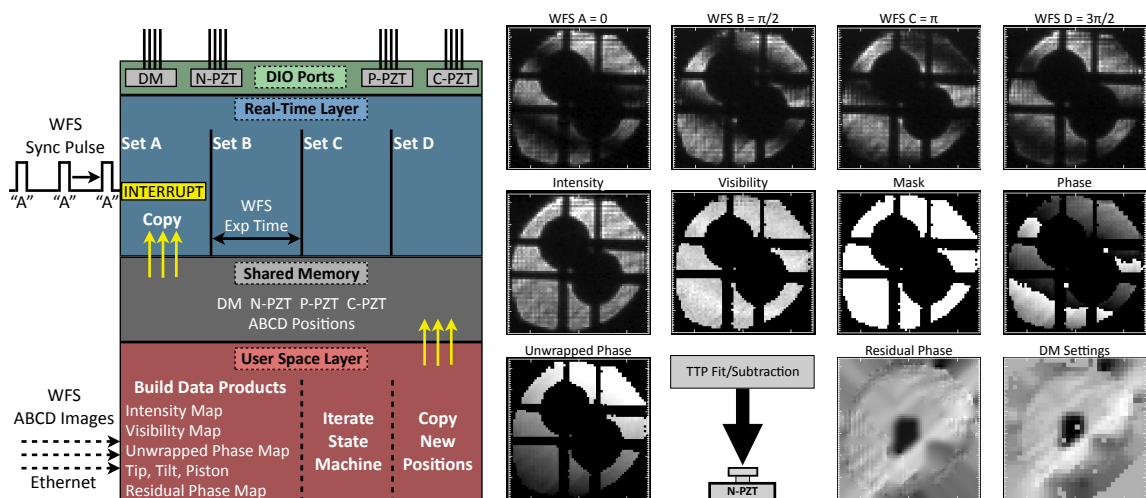 DM
N-PZT
DIO Ports
P-PZT
C-PZT
Real-Time Layer
WFS
Sync Pulse
"A" "A" "A"
Set A
Set B
Set C
Set D
INTERRUPT
Copy
WFS
Exp Time
Shared Memory
DM N-PZT P-PZT C-PZT
ABCD Positions
User Space Layer
WFS
ABCD Images
Ethernet
Build Data Products
Intensity Map
Visibility Map
Unwrapped Phase Map
Tip, Tilt, Piston
Residual Phase Map
Iterate
State
Machine
Copy
New
Positions
WFS A = 0
WFS B = π/2
WFS C = π
WFS D = 3π/2
Intensity
Visibility
Mask
Phase
Unwrapped Phase
TTP Fit/Subtraction
N-PZT
Residual Phase
DM Settings